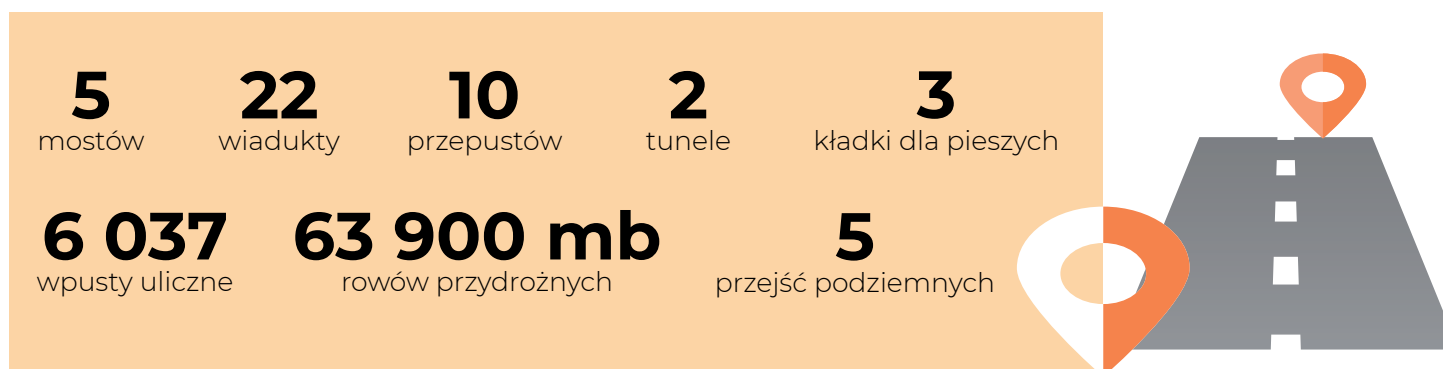 5 22 10 2 3
mostów wiadukty przepustów tunele kładki dla pieszych
6 037 63 900 mb 5
wpusty uliczne rowów przydrożnych przejść podziemnych